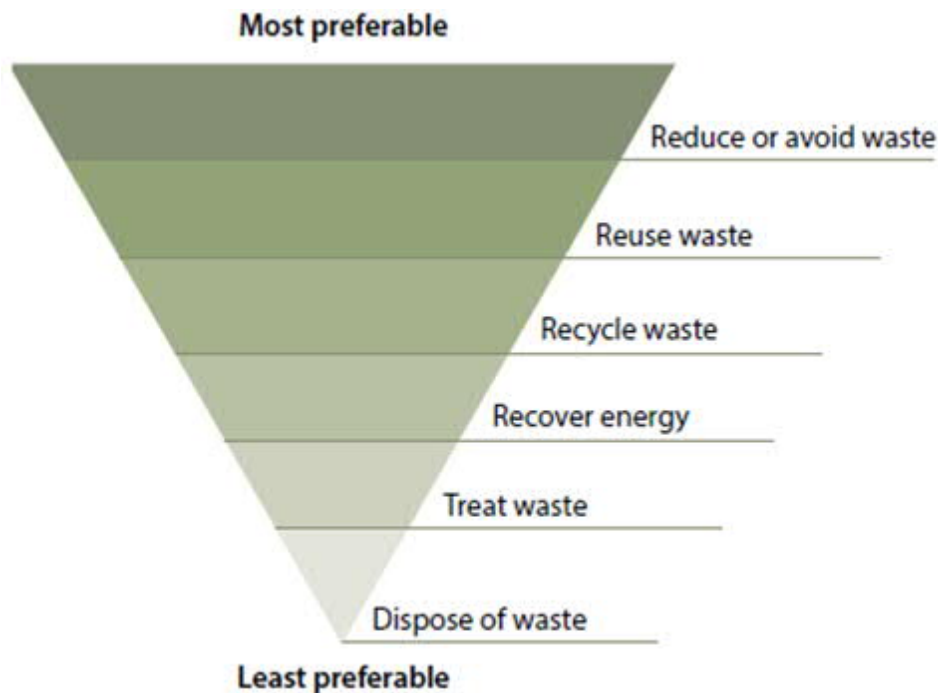 Most preferable
Reduce or avoid waste
Reuse waste
Recycle waste
Recover energy
Treat waste
Dispose of waste
Least preferable